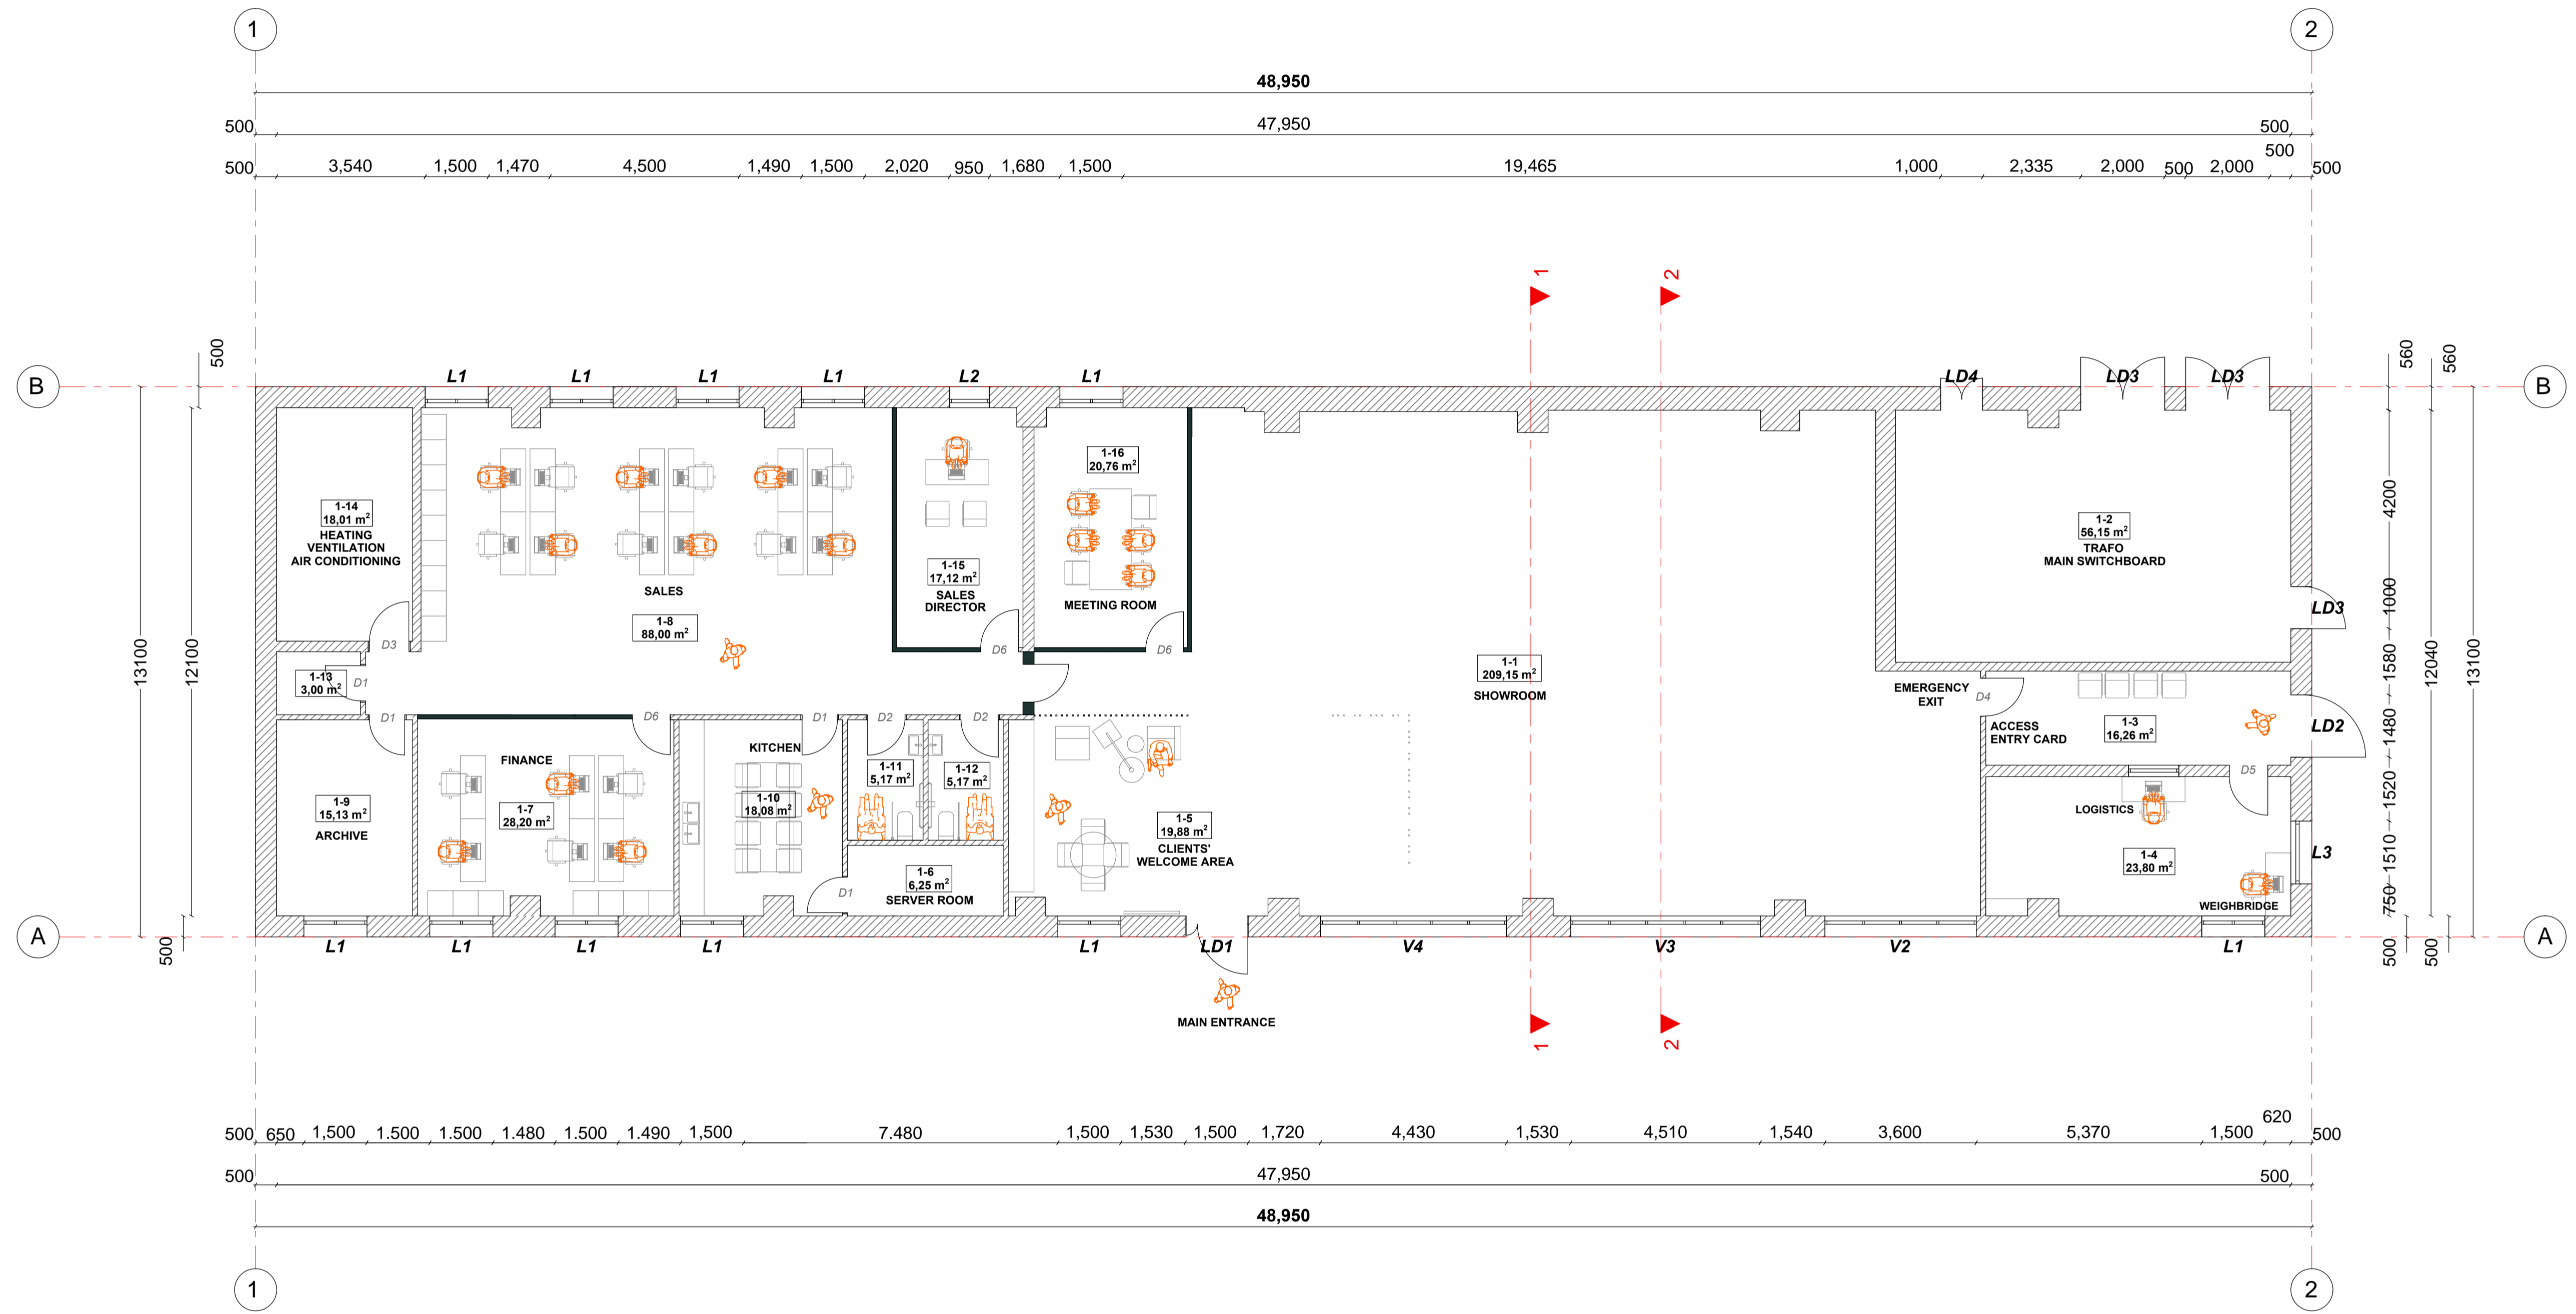 1
2
48,950
500
47,950
500
500
3,540
1,500
1,470
4,500
1,490
1,500
2,020
950
1,680
1,500
19,465
1,000
2,335
2,000
500
2,000
500
500
1
2
500
560
560
B
L1
L1
L1
L1
L2
L1
LD4
LD3
LD3
B
1-14
18,01 m²
HEATING
VENTILATION
AIR CONDITIONING
SALES
1-8
88,00 m²
1-15
17,12 m²
SALES
DIRECTOR
1-16
20,76 m²
MEETING ROOM
1-2
56,15 m²
TRAFO
MAIN SWITCHBOARD
4200
1000
LD3
D3
D6
D6
1-13
3,00 m²
D1
1-1
209,15 m²
SHOWROOM
EMERGENCY
EXIT
D4
13100
12100
1580
12040
13100
D1
D6
D1
D2
D2
ACCESS
ENTRY CARD
1-3
16,26 m²
LD2
1480
FINANCE
KITCHEN
1-11
5,17 m²
1-12
5,17 m²
D5
1520
1-9
15,13 m²
ARCHIVE
1-7
28,20 m²
1-10
18,08 m²
1-5
19,88 m²
CLIENTS'
WELCOME AREA
LOGISTICS
1-4
23,80 m²
L3
1510
1-6
6,25 m²
SERVER ROOM
D1
WEIGHBRIDGE
750
A
L1
L1
L1
L1
L1
LD1
V4
V3
V2
L1
A
500
500
500
MAIN ENTRANCE
1
2
500
650
1,500
1.500
1.500
1.480
1.500
1.490
1,500
7.480
1,500
1,530
1,500
1,720
4,430
1,530
4,510
1,540
3,600
5,370
1,500
620
500
500
47,950
500
48,950
1
2